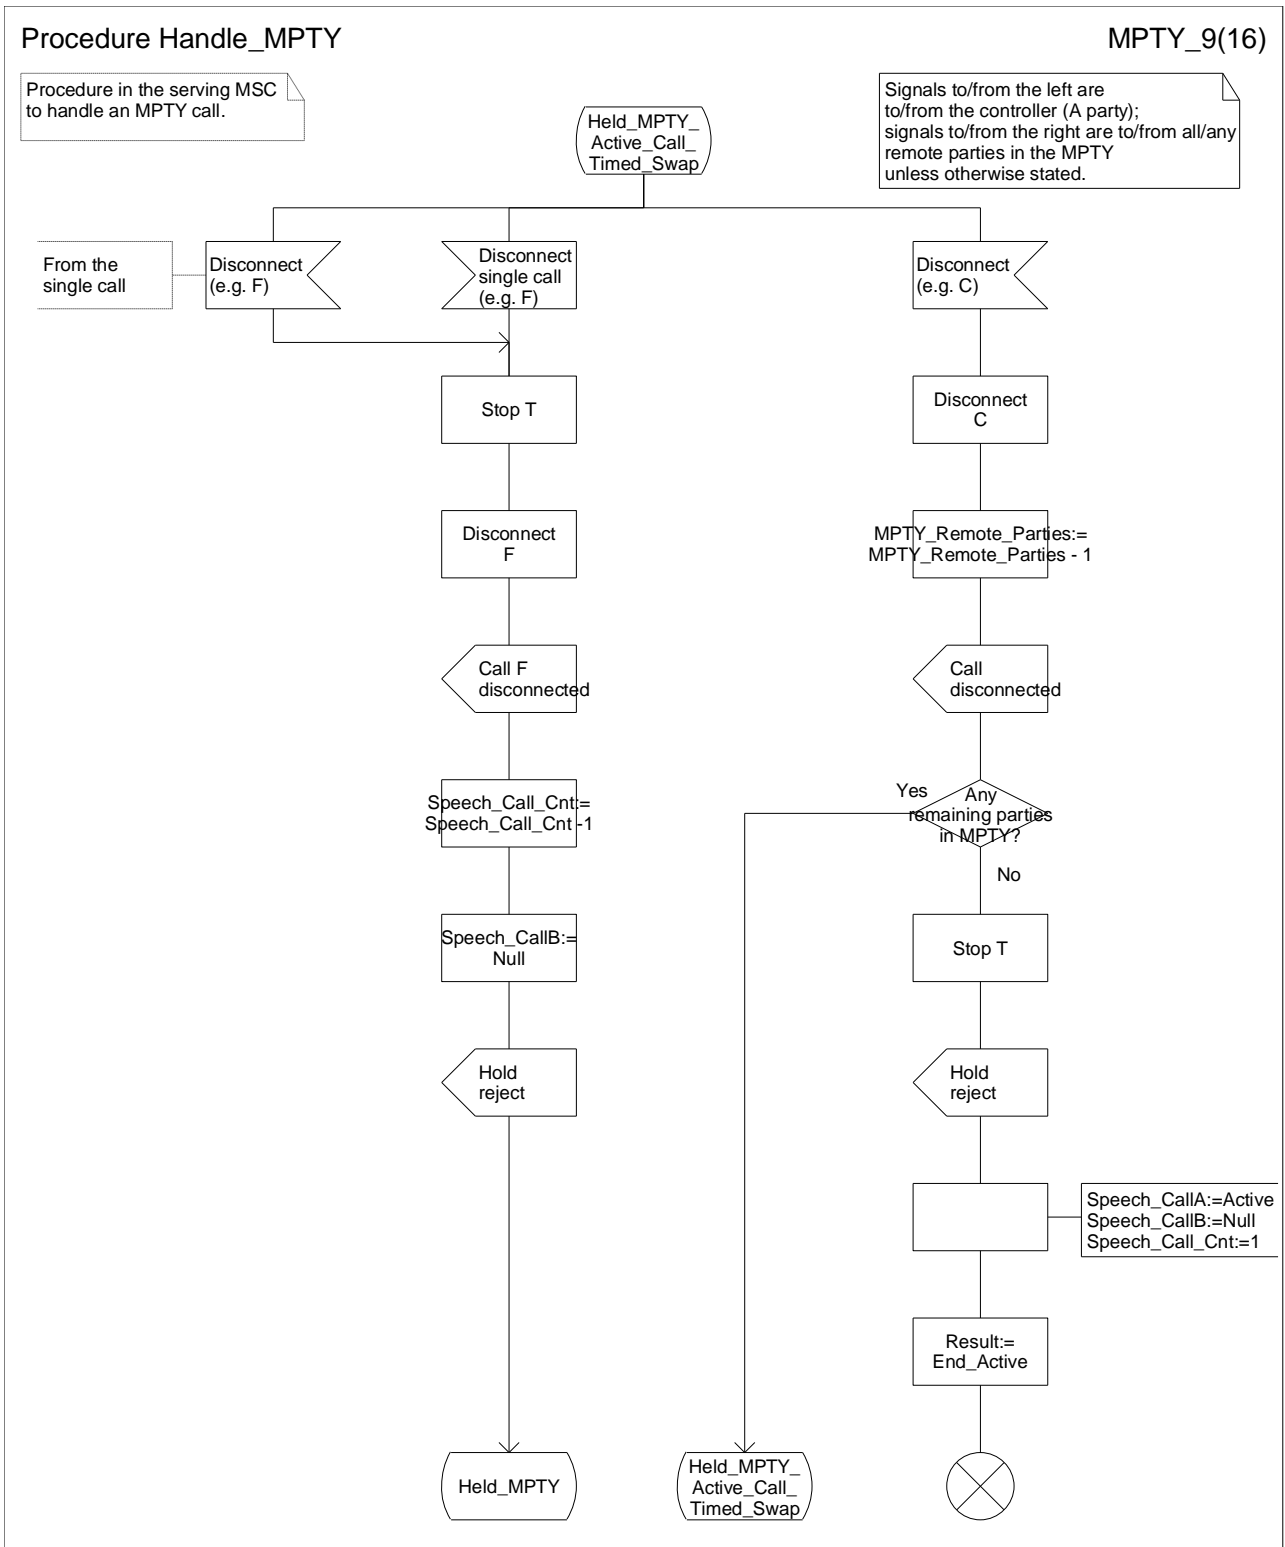 Procedure Handle_MPTY
MPTY_9(16)
Procedure in the serving MSC
to handle an MPTY call.
Signals to/from the left are
to/from the controller (A party);
signals to/from the right are to/from all/any
remote parties in the MPTY
unless otherwise stated.
Held_MPTY_
Active_Call_
Timed_Swap
From the
single call
Disconnect
(e.g. F)
Disconnect
single call
(e.g. F)
Disconnect
(e.g. C)
Stop T
Disconnect
C
Disconnect
F
MPTY_Remote_Parties:=
MPTY_Remote_Parties - 1
Call F
disconnected
Call
disconnected
Speech_Call_Cnt:=
Speech_Call_Cnt -1
Yes
Any
remaining parties
in MPTY?
No
Speech_CallB:=
Null
Stop T
Hold
reject
Hold
reject
Speech_CallA:=Active
Speech_CallB:=Null
Speech_Call_Cnt:=1
Result:=
End_Active
Held_MPTY
Held_MPTY_
Active_Call_
Timed_Swap